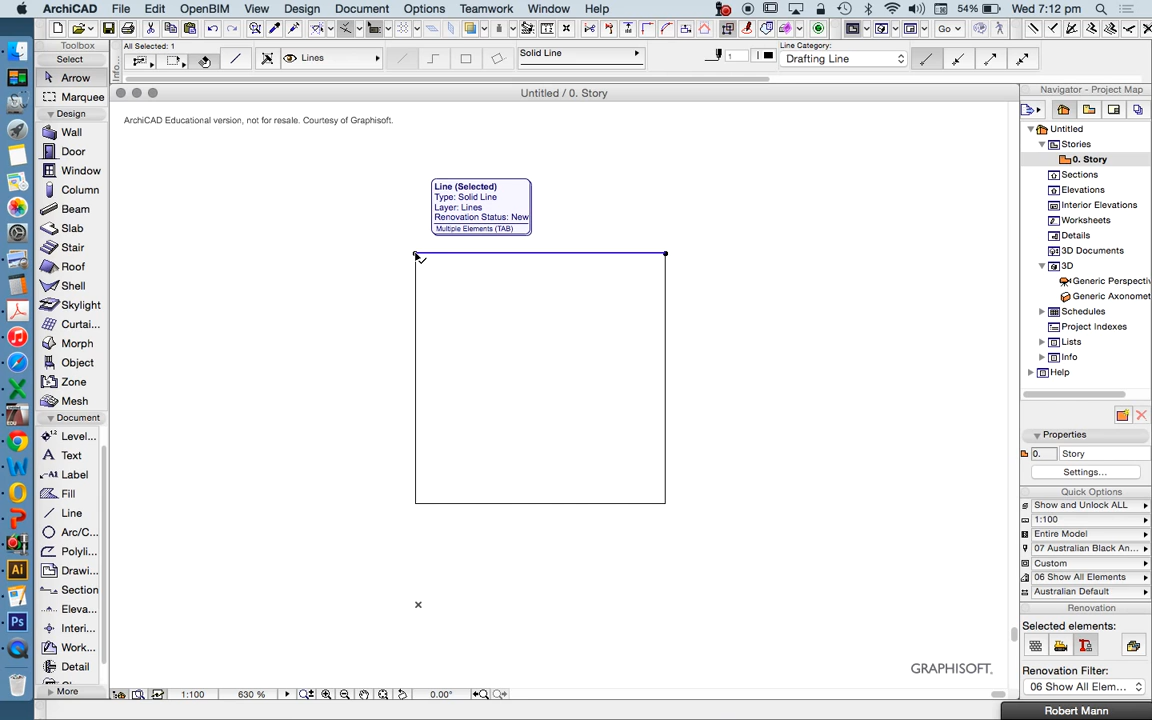 ArchiCAD File Edit View Design Document Options Teamwork Window Help
OpenBIM
54% Wed 7:12 pm
Go
Toolbox
Select
Arrow
Marquee
Design
Wall
Door
Window
Column
Beam
Slab
Stair
Roof
Shell
Skylight
Curtai...
Morph
Object
Zone
Mesh
Document
Level...
Text
A1 Label
Fill
Line
Arc/C...
Polyli...
Drawi...
Section
Eleva...
Interi...
Work...
Detail
More
Info...
All Selected: 1
Lines
Solid Line
1
Line Category:
Drafting Line
Untitled / 0. Story
ArchiCAD Educational version, not for resale. Courtesy of Graphisoft.
Line (Selected)
Type: Solid Line
Layer: Lines
Renovation Status: New
Multiple Elements (TAB)
GRAPHISOFT.
1:100 630 % 0.00°
Navigator - Project Map
Untitled
Stories
0. Story
Sections
Elevations
Interior Elevations
Worksheets
Details
3D Documents
3D
Generic Perspecti
Generic Axonomet
Schedules
Project Indexes
Lists
Info
Help
Properties
0. Story
Settings...
Quick Options
Show and Unlock ALL
1:100
Entire Model
07 Australian Black An...
Custom
06 Show All Elements
Australian Default
Renovation
Selected elements:
Renovation Filter:
06 Show All Elem...
Robert Mann